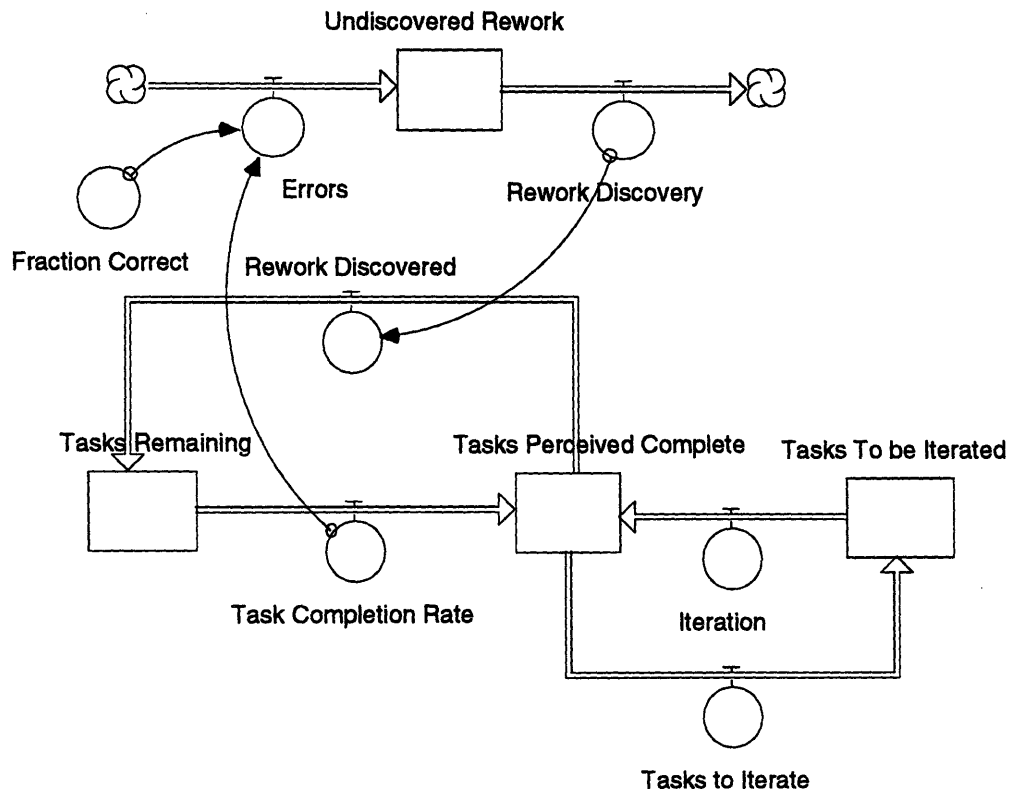 Undiscovered Rework
Errors
Rework Discovery
Fraction Correct
Rework Discovered
Tasks Remaining
Tasks Perceived Complete
Tasks To be Iterated
Task Completion Rate
Iteration
Tasks to Iterate